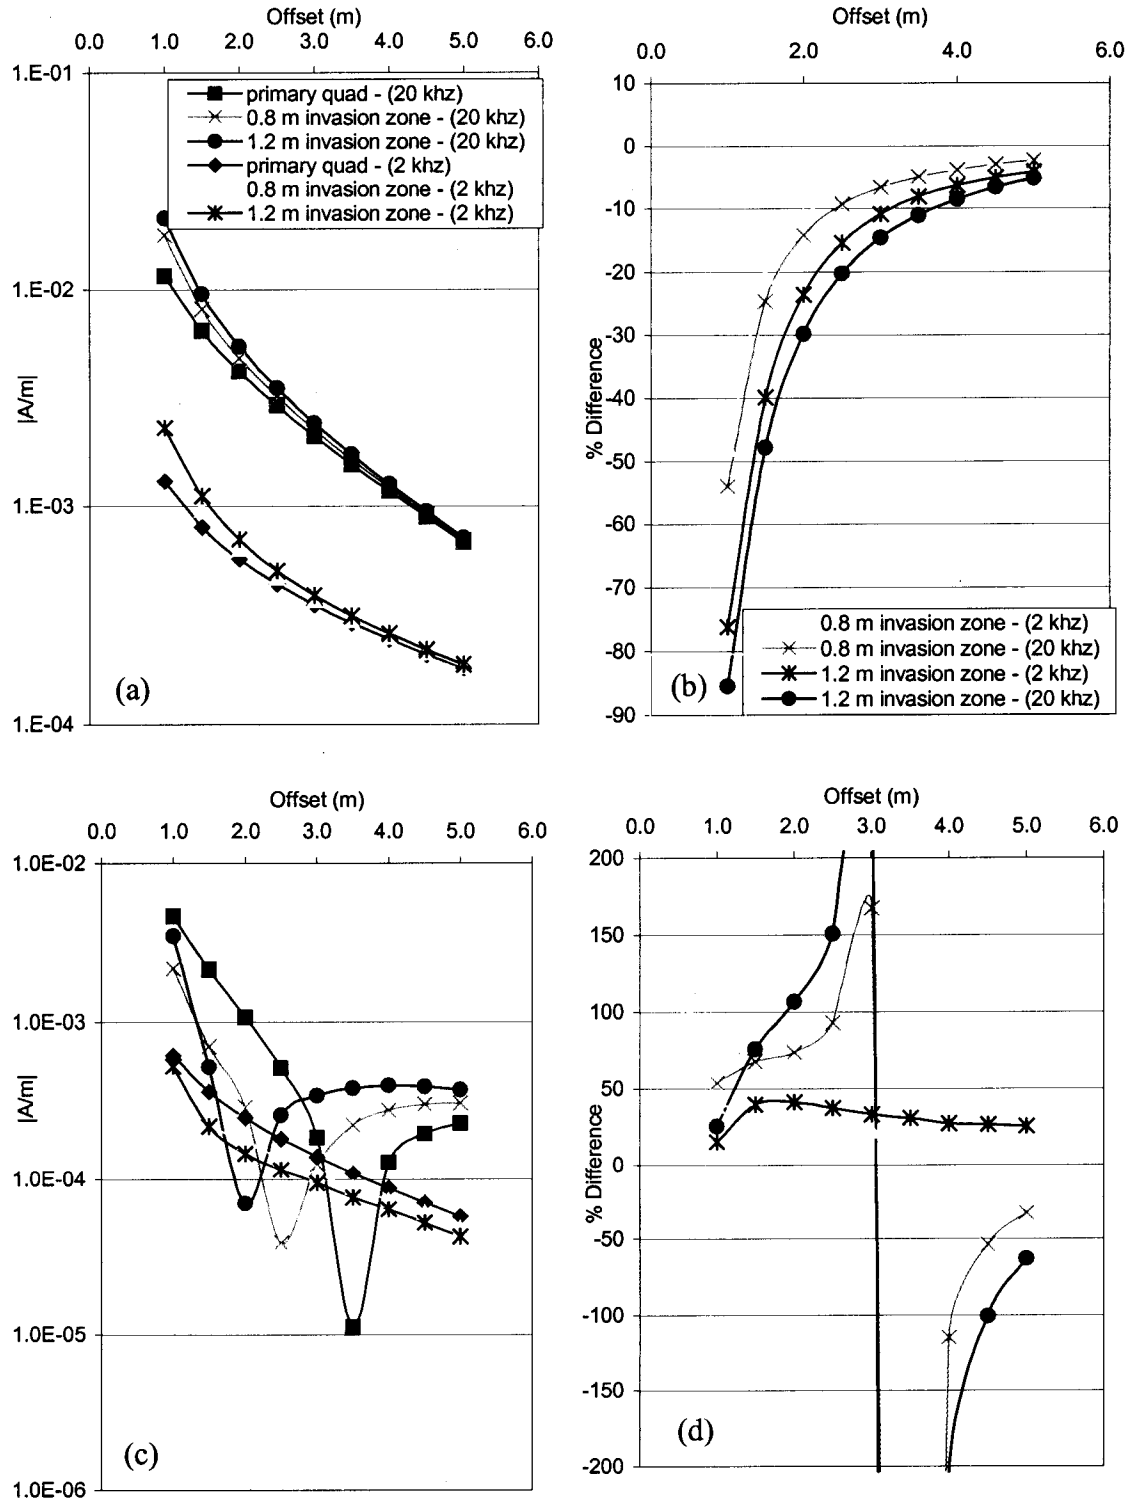 Offset (m)
0.0 1.0 2.0 3.0 4.0 5.0 6.0
1.E-01
1.E-02
1.E-03
1.E-04
|A/m|
primary quad - (20 khz)
0.8 m invasion zone - (20 khz)
1.2 m invasion zone - (20 khz)
primary quad - (2 khz)
0.8 m invasion zone - (2 khz)
1.2 m invasion zone - (2 khz)
(a)
Offset (m)
0.0 2.0 4.0 6.0
10
0
-10
-20
-30
-40
-50
-60
-70
-80
-90
% Difference
0.8 m invasion zone - (2 khz)
0.8 m invasion zone - (20 khz)
1.2 m invasion zone - (2 khz)
1.2 m invasion zone - (20 khz)
(b)
Offset (m)
0.0 1.0 2.0 3.0 4.0 5.0 6.0
1.0E-02
1.0E-03
1.0E-04
1.0E-05
1.0E-06
|A/m|
(c)
Offset (m)
0.0 1.0 2.0 3.0 4.0 5.0 6.0
200
150
100
50
0
-50
-100
-150
-200
% Difference
(d)